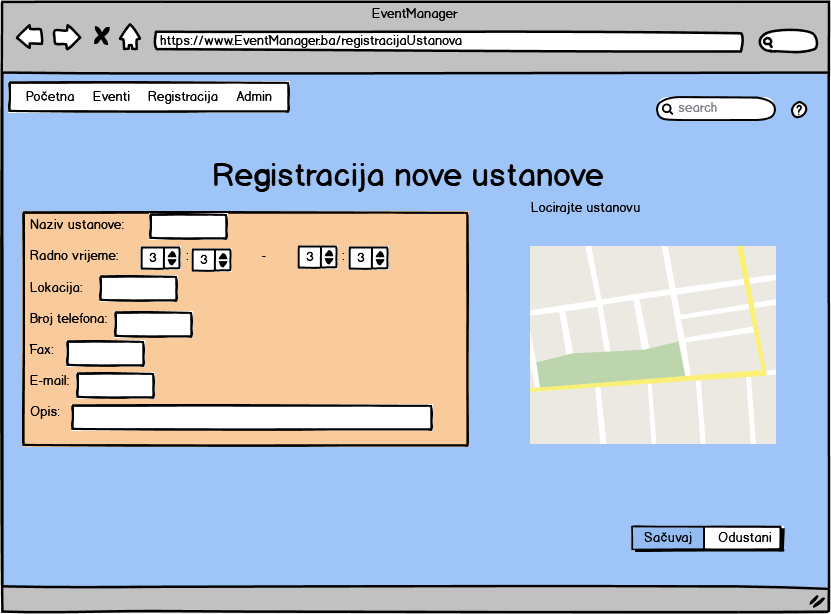 EventManager
https://www.EventManager.ba/registracijaUstanova
Početna Eventi Registracija Admin
search ?
Registracija nove ustanove
Locirajte ustanovu
Naziv ustanove:
Radno vrijeme: 3 : 3 - 3 : 3
Lokacija:
Broj telefona:
Fax:
E-mail:
Opis:
Sačuvaj Odustani